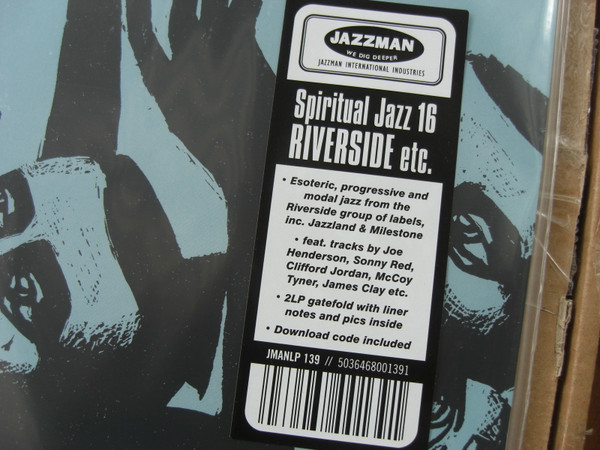 JAZZMAN
WE DIG DEEPER
JAZZMAN INTERNATIONAL INDUSTRIES
Spiritual Jazz 16
RIVERSIDE etc.
• Esoteric, progressive and
modal jazz from the
Riverside group of labels,
inc. Jazzland & Milestone
• feat. tracks by Joe
Henderson, Sonny Red,
Clifford Jordan, McCoy
Tyner, James Clay etc.
• 2LP gatefold with liner
notes and pics inside
• Download code included
JMANLP 139 // 5036468001391